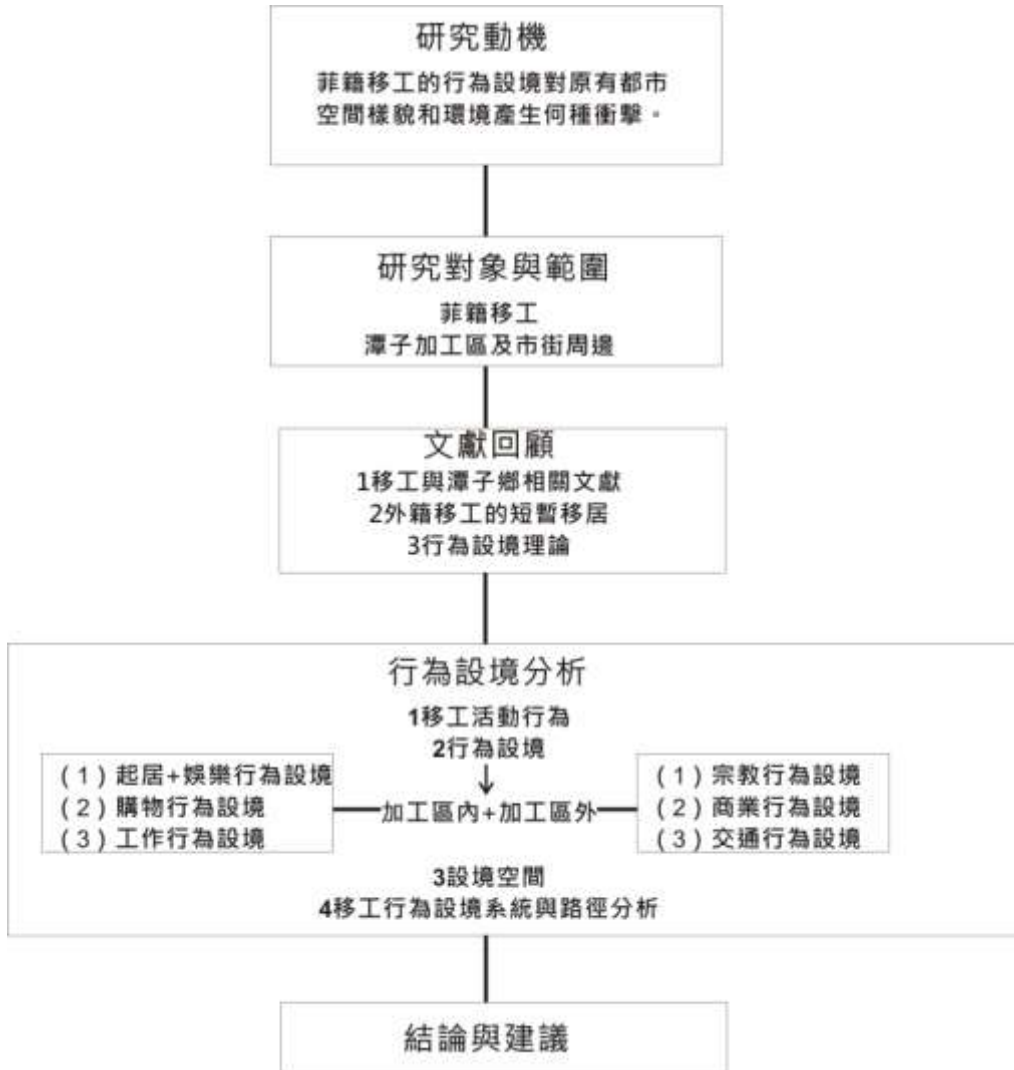 研究動機
菲籍移工的行為設境對原有都市
空間樣貌和環境產生何種衝擊。
研究對象與範圍
菲籍移工
潭子加工區及市街周邊
文獻回顧
1移工與潭子鄉相關文獻
2外籍移工的短暫移居
3行為設境理論
行為設境分析
1移工活動行為
2行為設境
(1)起居+娛樂行為設境
(2)購物行為設境
(3)工作行為設境
加工區內+加工區外
(1)宗教行為設境
(2)商業行為設境
(3)交通行為設境
3設境空間
4移工行為設境系統與路徑分析
結論與建議